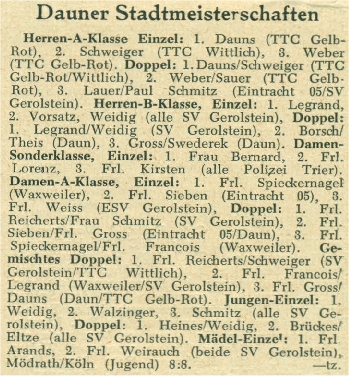 Dauner Stadtmeisterschaften
Herren-A-Klasse Einzel: 1. Dauns (TTC Gelb-
Rot), 2. Schweiger (TTC Wittlich), 3. Weber
(TTC Gelb-Rot). Doppel: 1. Dauns/Schweiger (TTC
Gelb-Rot/Wittlich), 2. Weber/Sauer (TTC Gelb-
Rot), 3. Lauer/Paul Schmitz (Eintracht 05/SV
Gerolstein). Herren-B-Klasse, Einzel: 1. Legrand,
2. Vorsatz, Weidig (alle SV Gerolstein), Doppel:
1. Legrand/Weidig (SV Gerolstein), 2. Borsch/
Theis (Daun), 3. Gross/Swederek (Daun). Damen-
Sonderklasse, Einzel: 1. Frau Bernard, 2. Frl.
Lorenz, 3. Frl. Kirsten (alle Polizei Trier).
Damen-A-Klasse, Einzel: 1. Frl. Spieckernagel
(Waxweiler), 2. Frl. Sieben (Eintracht 05), 3.
Frl. Weiss (ESV Gerolstein), Doppel: 1. Frl.
Reicherts/Frau Schmitz (SV Gerolstein), 2. Frl.
Sieben/Frl. Gross (Eintracht 05/Daun), 3. Frl.
Spieckernagel/Frl. Francois (Waxweiler). Ge-
mischtes Doppel: 1. Frl. Reicherts/Schweiger (SV
Gerolstein/TTC Wittlich), 2. Frl. Francois/
Legrand (Waxweiler/SV Gerolstein), 3. Frl. Gross/
Dauns (Daun/TTC Gelb-Rot). Jungen-Einzel: 1.
Weidig, 2. Walzinger, 3. Schmitz (alle SV Ge-
rolstein), Doppel: 1. Heines/Weidig, 2. Brückes/
Eltze (alle SV Gerolstein). Mädel-Einzel: 1. Frl.
Arands, 2. Frl. Weirauch (beide SV Gerolstein),
Mödrath/Köln (Jugend) 8:8. —tz.